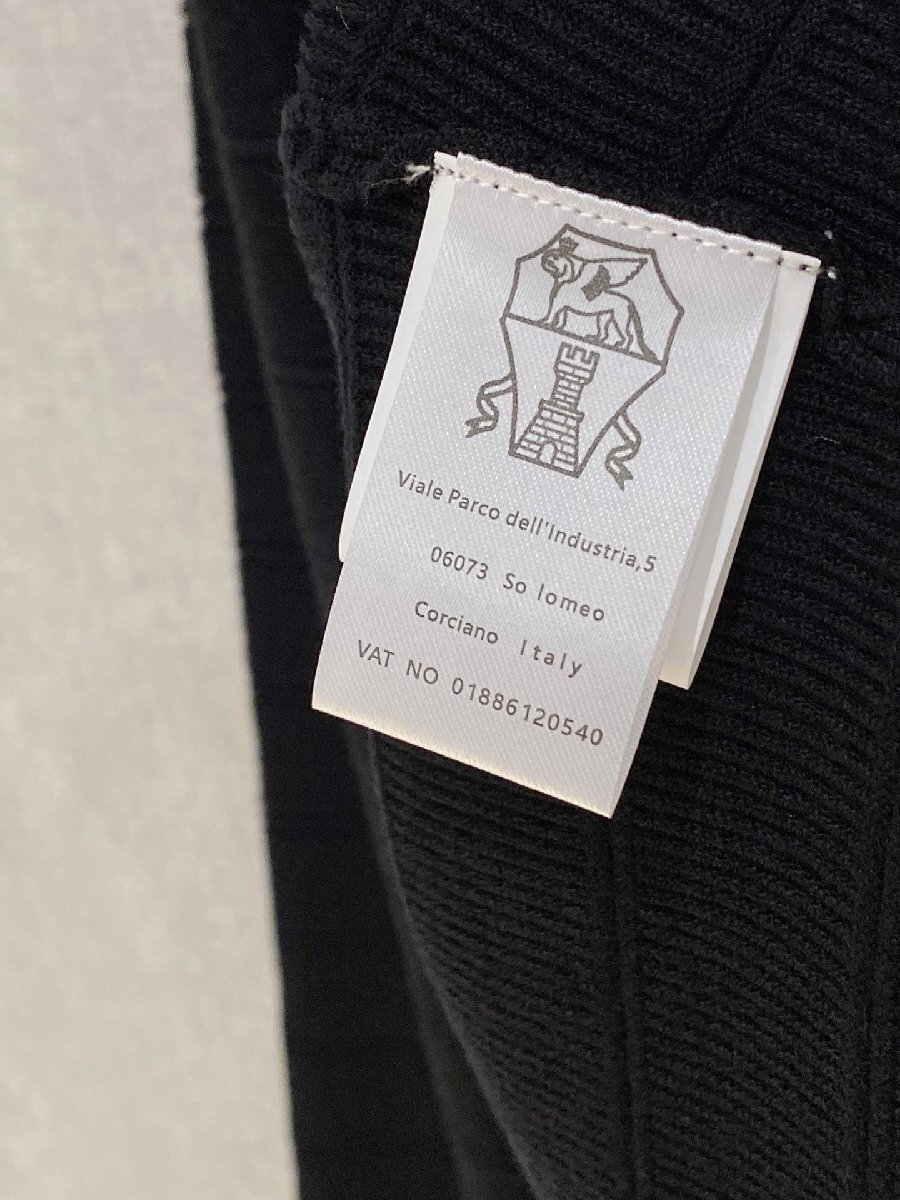 Viale Parco dell'Industria,5
06073 So lomeo
Corciano Italy
VAT NO 01886120540